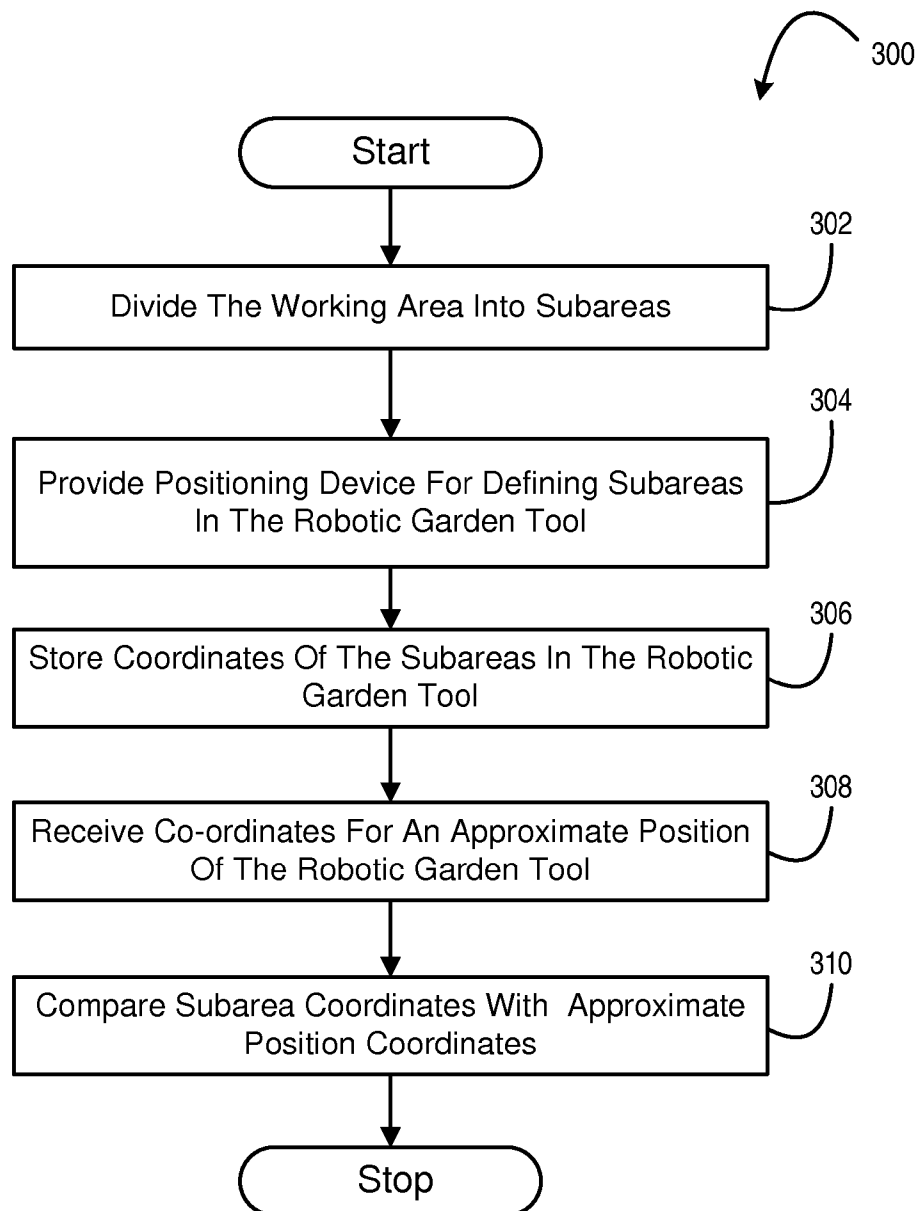 300
Start
302
Divide The Working Area Into Subareas
304
Provide Positioning Device For Defining Subareas
In The Robotic Garden Tool
306
Store Coordinates Of The Subareas In The Robotic
Garden Tool
308
Receive Co-ordinates For An Approximate Position
Of The Robotic Garden Tool
310
Compare Subarea Coordinates With Approximate
Position Coordinates
Stop